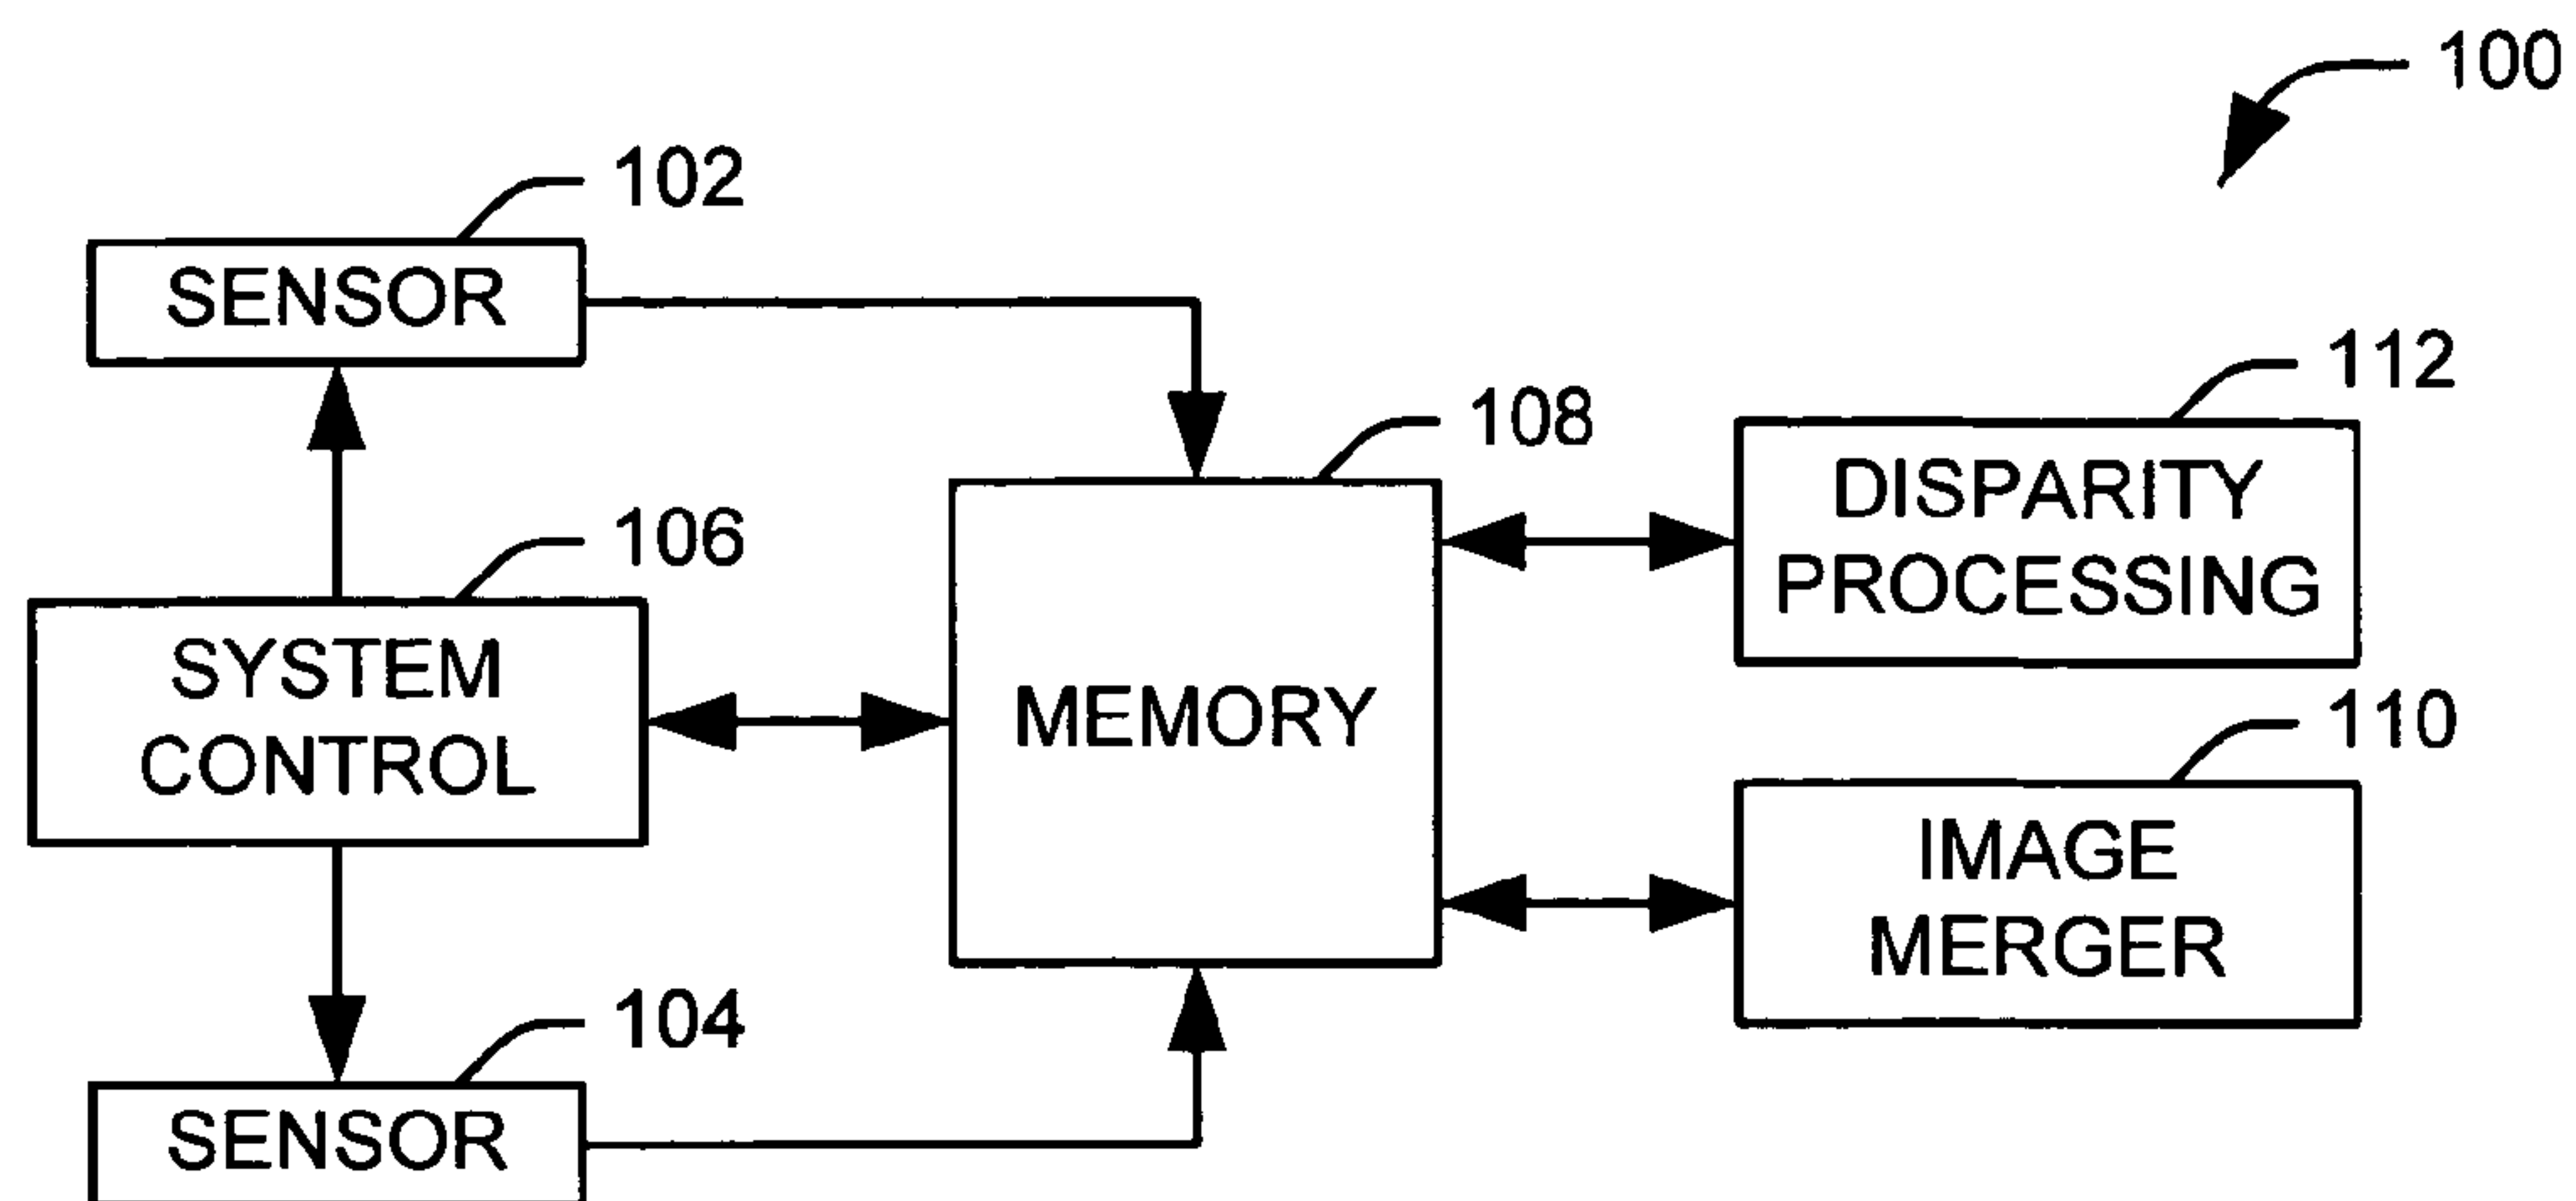 100
102
SENSOR
112
108
DISPARITY
PROCESSING
106
SYSTEM
CONTROL
MEMORY
110
IMAGE
MERGER
104
SENSOR